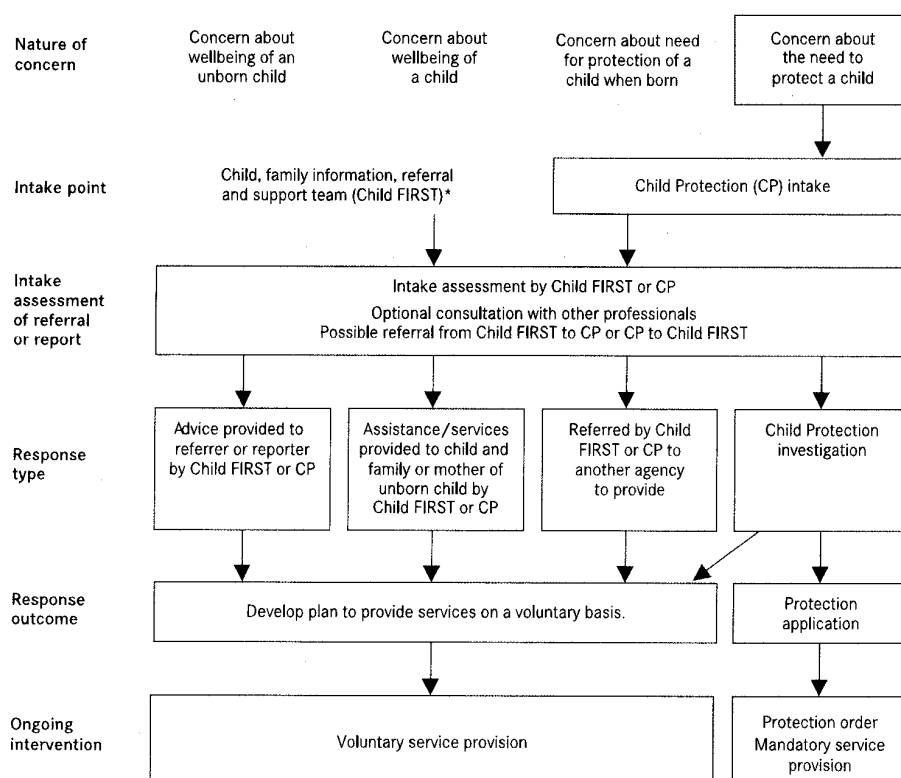 Nature of
concern
Concern about
wellbeing of an
unborn child
Concern about
wellbeing of
a child
Concern about need
for protection of a
child when born
Concern about
the need to
protect a child
Intake point
Child, family information, referral
and support team (Child FIRST)*
Child Protection (CP) intake
Intake
assessment
of referral
or report
Intake assessment by Child FIRST or CP
Optional consultation with other professionals
Possible referral from Child FIRST to CP or CP to Child FIRST
Response
type
Advice provided to
referrer or reporter
by Child FIRST or CP
Assistance/services
provided to child and
family or mother of
unborn child by
Child FIRST or CP
Referred by Child
FIRST or CP to
another agency
to provide
Child Protection
investigation
Response
outcome
Develop plan to provide services on a voluntary basis.
Protection
application
Ongoing
intervention
Voluntary service provision
Protection order
Mandatory service
provision